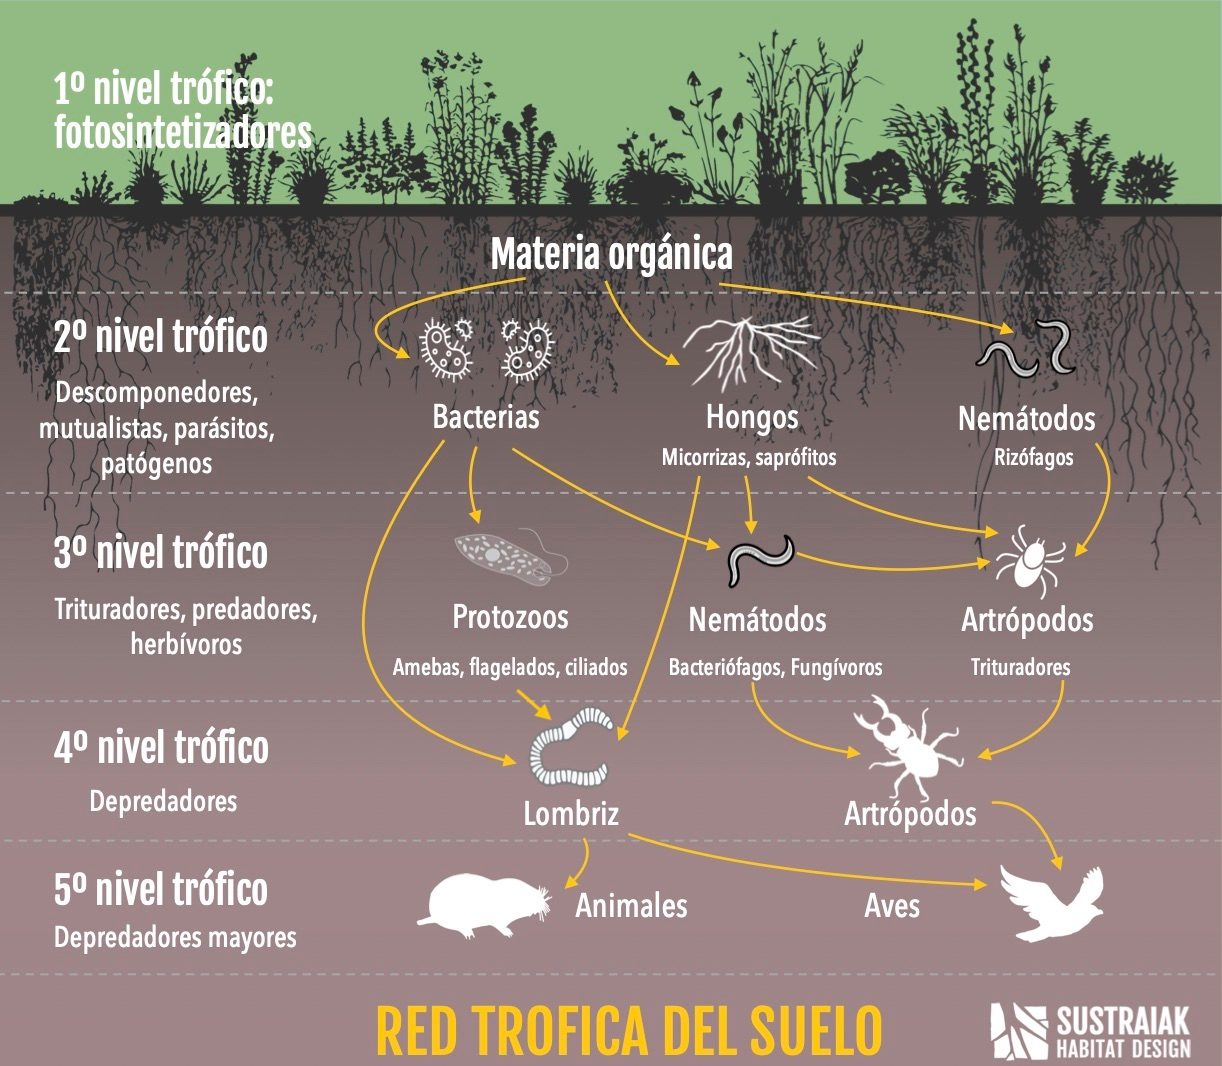 1º nivel trófico:
fotosintetizadores
Materia orgánica
2º nivel trófico
Descomponedores,
mutualistas, parásitos,
patógenos
Bacterias
Hongos
Micorrizas, saprófitos
Nemátodos
Rizófagos
3º nivel trófico
Trituradores, predadores,
herbívoros
Protozoos
Amebas, flagelados, ciliados
Nemátodos
Bacteriófagos, Fungívoros
Artrópodos
Trituradores
4º nivel trófico
Depredadores
Lombriz
Artrópodos
5º nivel trófico
Depredadores mayores
Animales
Aves
RED TROFICA DEL SUELO
SUSTRAIAK
HABITAT DESIGN